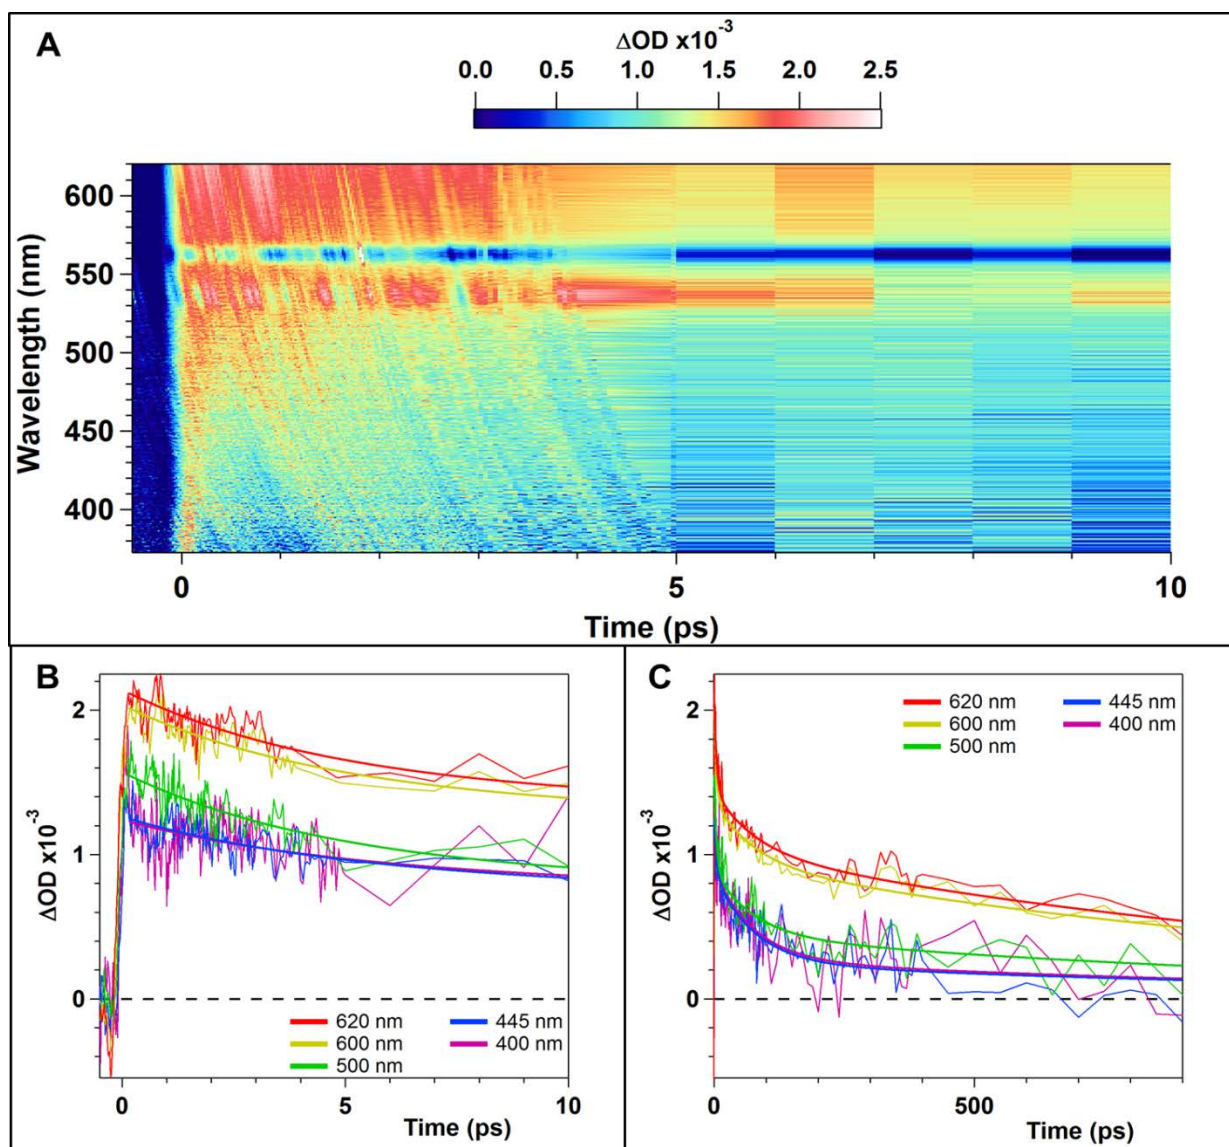 A
ΔOD x10⁻³
0.0 0.5 1.0 1.5 2.0 2.5
Wavelength (nm)
600
550
500
450
400
0 5 10
Time (ps)
B
ΔOD x10⁻³
2
1
0
620 nm 445 nm
600 nm 400 nm
500 nm
0 5 10
Time (ps)
C
ΔOD x10⁻³
620 nm 445 nm
600 nm 400 nm
500 nm
2
1
0
0 500
Time (ps)